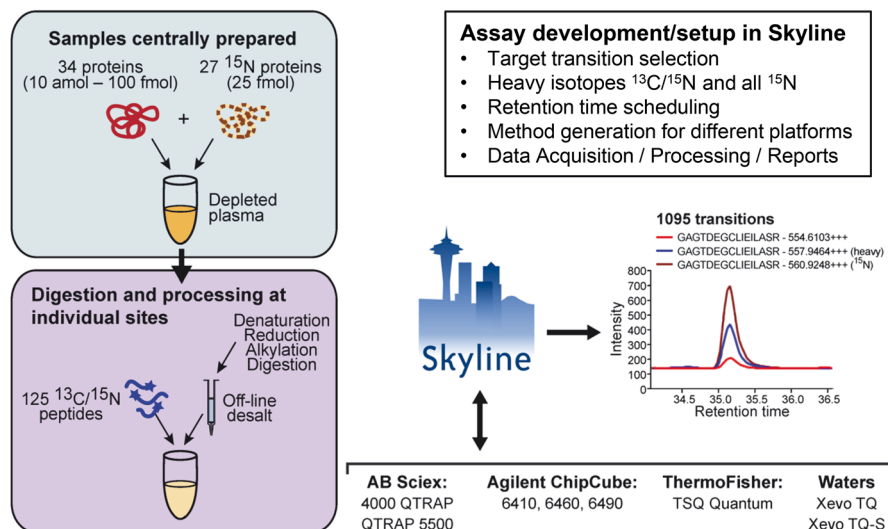 Samples centrally prepared
34 proteins
(10 amol – 100 fmol)
27 ¹⁵N proteins
(25 fmol)
+
Depleted
plasma
Digestion and processing at
individual sites
Denaturation
Reduction
Alkylation
Digestion
125 ¹³C/¹⁵N
peptides
Off-line
desalt
Assay development/setup in Skyline
• Target transition selection
• Heavy isotopes ¹³C/¹⁵N and all ¹⁵N
• Retention time scheduling
• Method generation for different platforms
• Data Acquisition / Processing / Reports
Skyline
1095 transitions
GAGTDEGCLIEILASR - 554.6103+++
GAGTDEGCLIEILASR - 557.9464+++ (heavy)
GAGTDEGCLIEILASR - 560.9248+++ (¹⁵N)
Intensity
800
700
600
500
400
300
200
100
0
34.5 35.0 35.5 36.0 36.5
Retention time
AB Sciex:
4000 QTRAP
QTRAP 5500
Agilent ChipCube:
6410, 6460, 6490
ThermoFisher:
TSQ Quantum
Waters
Xevo TQ
Xevo TQ-S